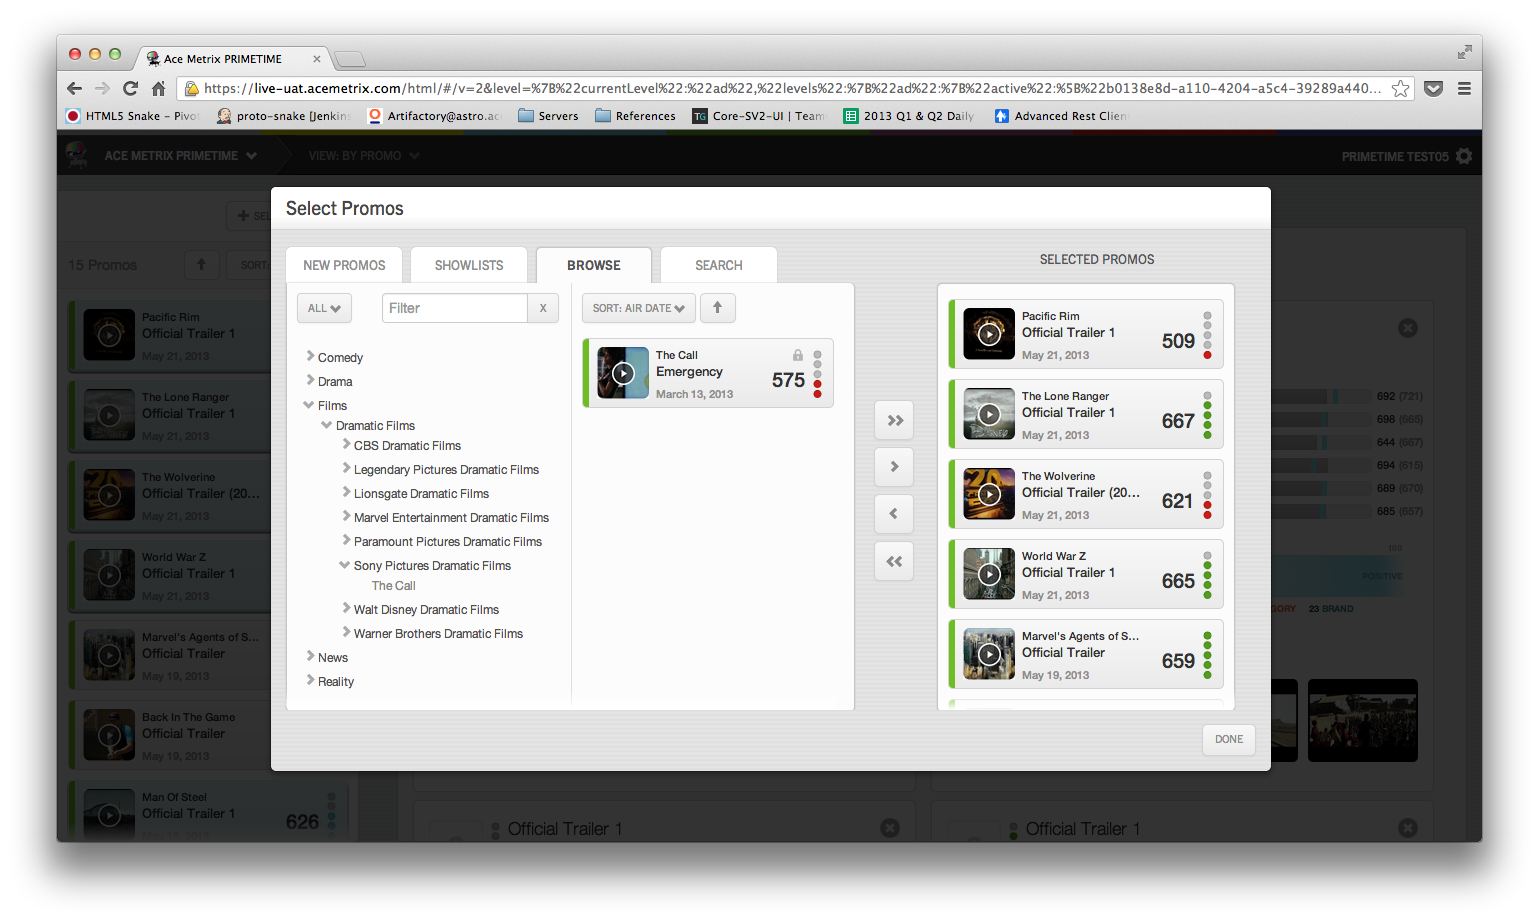 Ace Metrix PRIMETIME
https://live-uat.acemetrix.com/html/#/v=2&level=%7B%22currentLevel%22:%22ad%22,%22levels%22:%7B%22ad%22:%7B%22active%22:%5B%22b0138e8d-a110-4204-a5c4-39289a440...
HTML5 Snake – Pivot
proto-snake [Jenkins
Artifactory@astro.ac
Servers
References
TG
Core-SV2-UI | Team
2013 Q1 & Q2 Daily
Advanced Rest Client
ACE METRIX PRIMETIME
VIEW: BY PROMO
PRIMETIME TEST05
Select Promos
NEW PROMOS
SHOWLISTS
BROWSE
SEARCH
SELECTED PROMOS
ALL
Filter
X
SORT: AIR DATE
Comedy
Drama
Films
Dramatic Films
CBS Dramatic Films
Legendary Pictures Dramatic Films
Lionsgate Dramatic Films
Marvel Entertainment Dramatic Films
Paramount Pictures Dramatic Films
Sony Pictures Dramatic Films
The Call
Walt Disney Dramatic Films
Warner Brothers Dramatic Films
News
Reality
The Call
Emergency
575
March 13, 2013
Pacific Rim
Official Trailer 1
509
May 21, 2013
The Lone Ranger
Official Trailer 1
667
May 21, 2013
The Wolverine
Official Trailer (20...
621
May 21, 2013
World War Z
Official Trailer 1
665
May 21, 2013
Marvel's Agents of S...
Official Trailer
659
May 19, 2013
DONE
+ SEL
15 Promos
SORT:
Pacific Rim
Official Trailer 1
May 21, 2013
The Lone Ranger
Official Trailer 1
May 21, 2013
The Wolverine
Official Trailer (20...
May 21, 2013
World War Z
Official Trailer 1
May 21, 2013
Marvel's Agents of S...
Official Trailer
May 19, 2013
Back In The Game
Official Trailer
May 19, 2013
Man Of Steel
Official Trailer 1
626
692 (721)
698 (665)
644 (667)
694 (615)
689 (670)
685 (657)
100
POSITIVE
GORY
23 BRAND
Official Trailer 1
Official Trailer 1